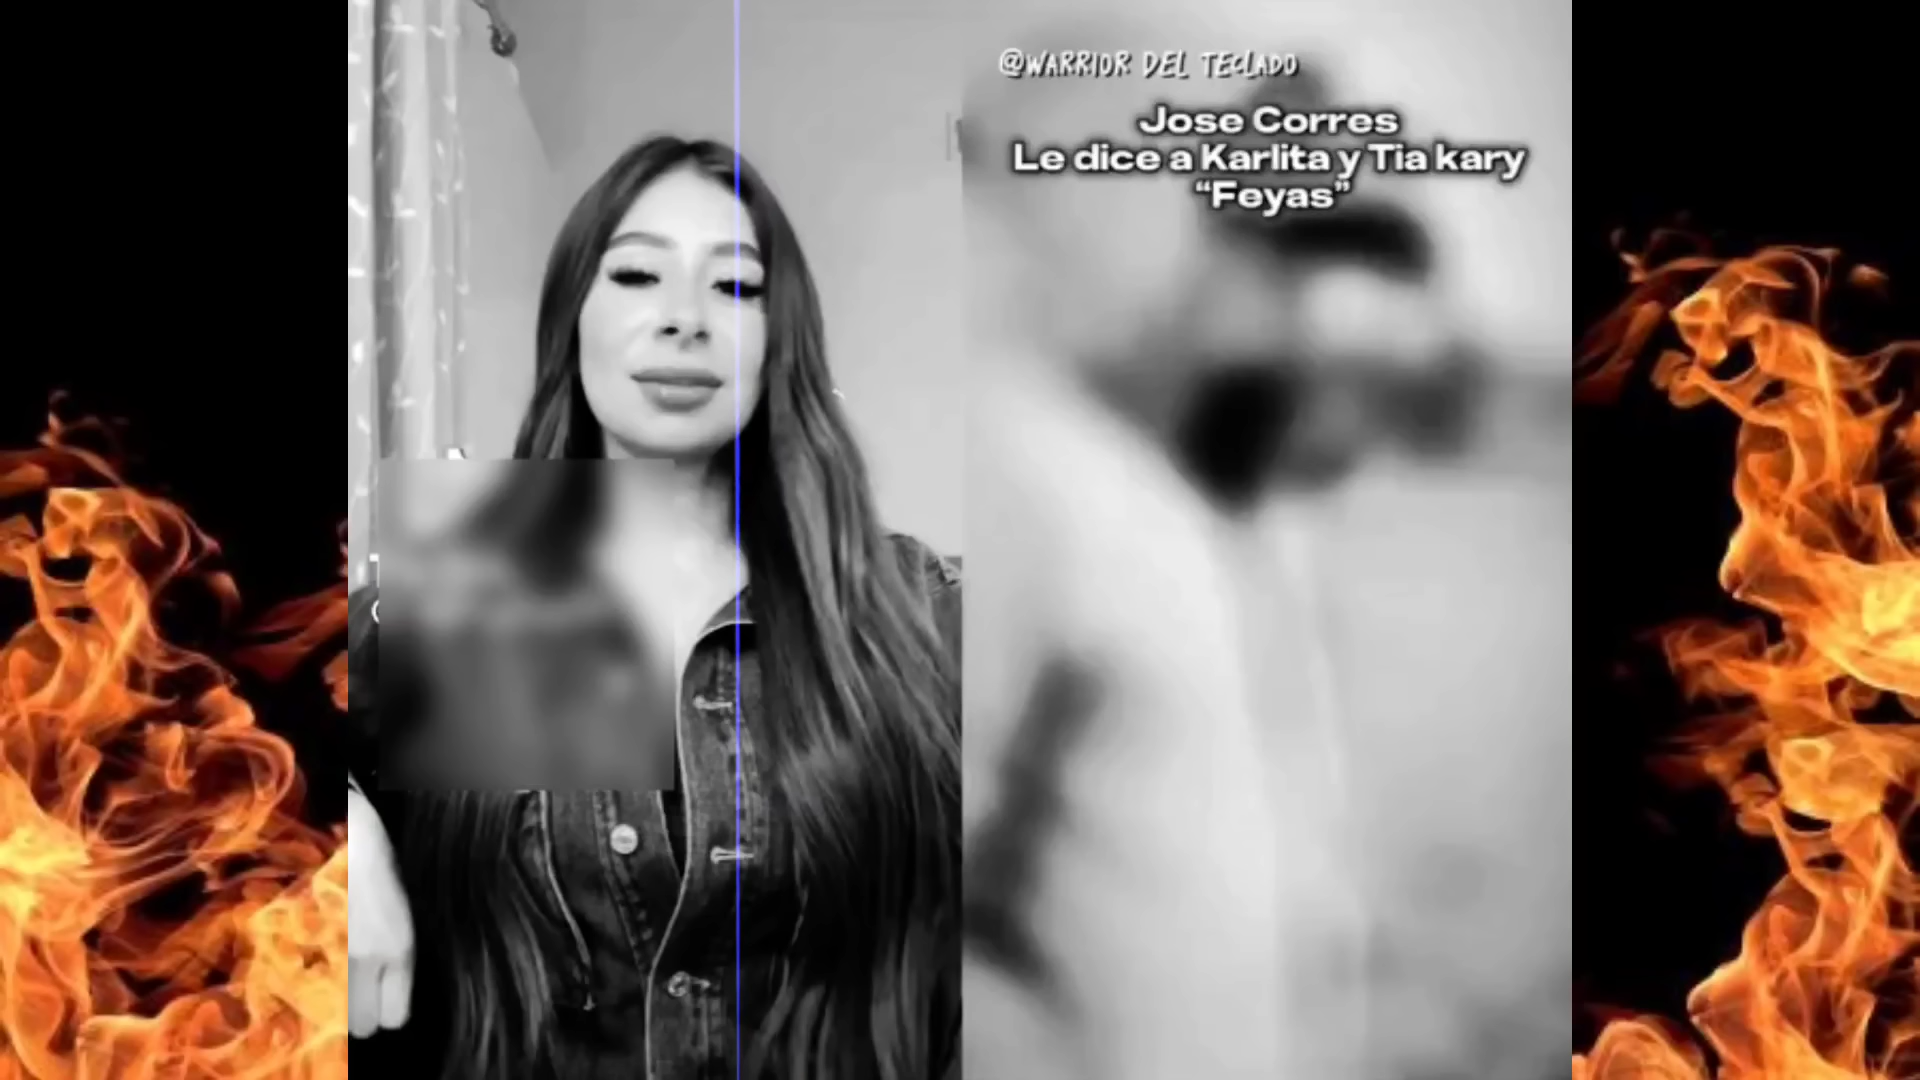 @WARRIOR DEL TECLADO
Jose Corres
Le dice a Karlita y Tia kary
“Feyas”